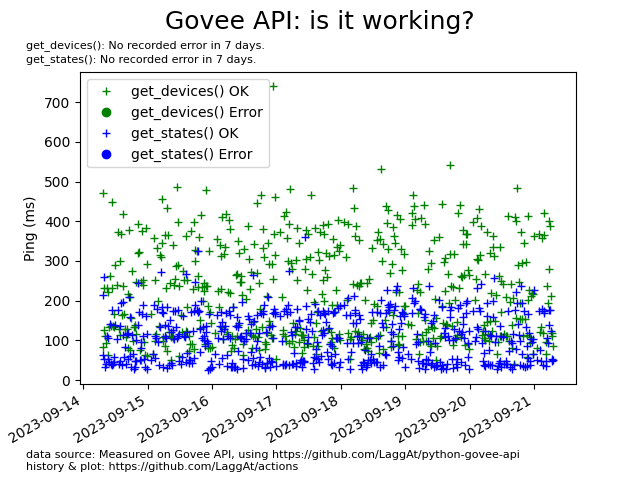 Govee API: is it working?
get_devices(): No recorded error in 7 days.
get_states(): No recorded error in 7 days.
get_devices() OK
get_devices() Error
get_states() OK
get_states() Error
Ping (ms)
700
600
500
400
300
200
100
0
2023-09-14
2023-09-15
2023-09-16
2023-09-17
2023-09-18
2023-09-19
2023-09-20
2023-09-21
data source: Measured on Govee API, using https://github.com/LaggAt/python-govee-api
history & plot: https://github.com/LaggAt/actions